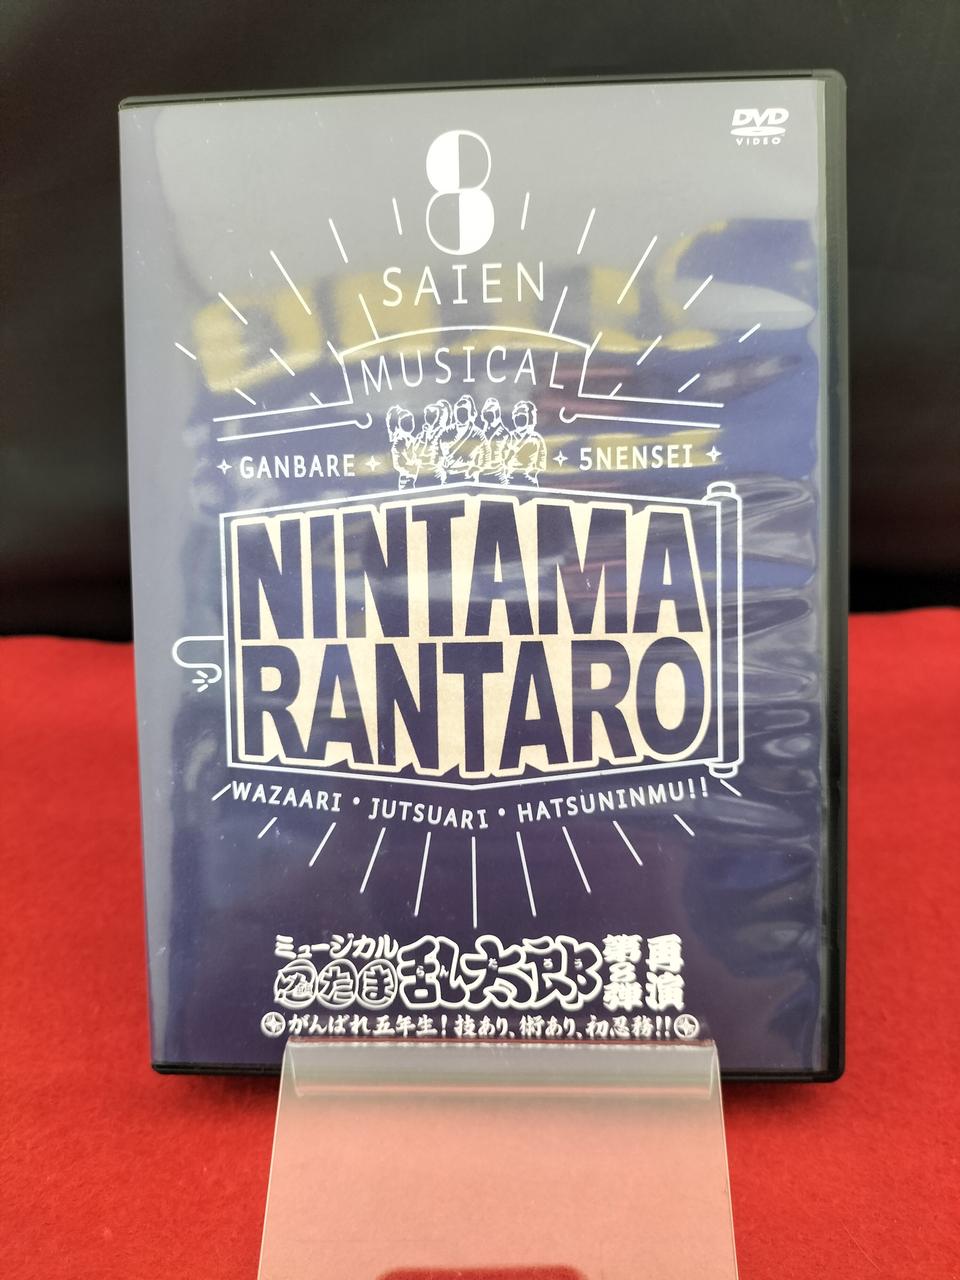 DVD
VIDEO
8
SAIEN
MUSICAL
GANBARE 5NENSEI
NINTAMA
RANTARO
WAZAARI・JUTSUARI・HATSUNINMU!!
ミュージカル
忍たま乱太郎 第8弾 再演
がんばれ五年生!技あり、術あり、初忍務!!